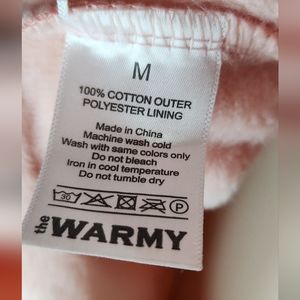 M
100% COTTON OUTER
POLYESTER LINING
Made in China
Machine wash cold
Wash with same colors only
Do not bleach
Iron in cool temperature
Do not tumble dry
30 P
the WARMY